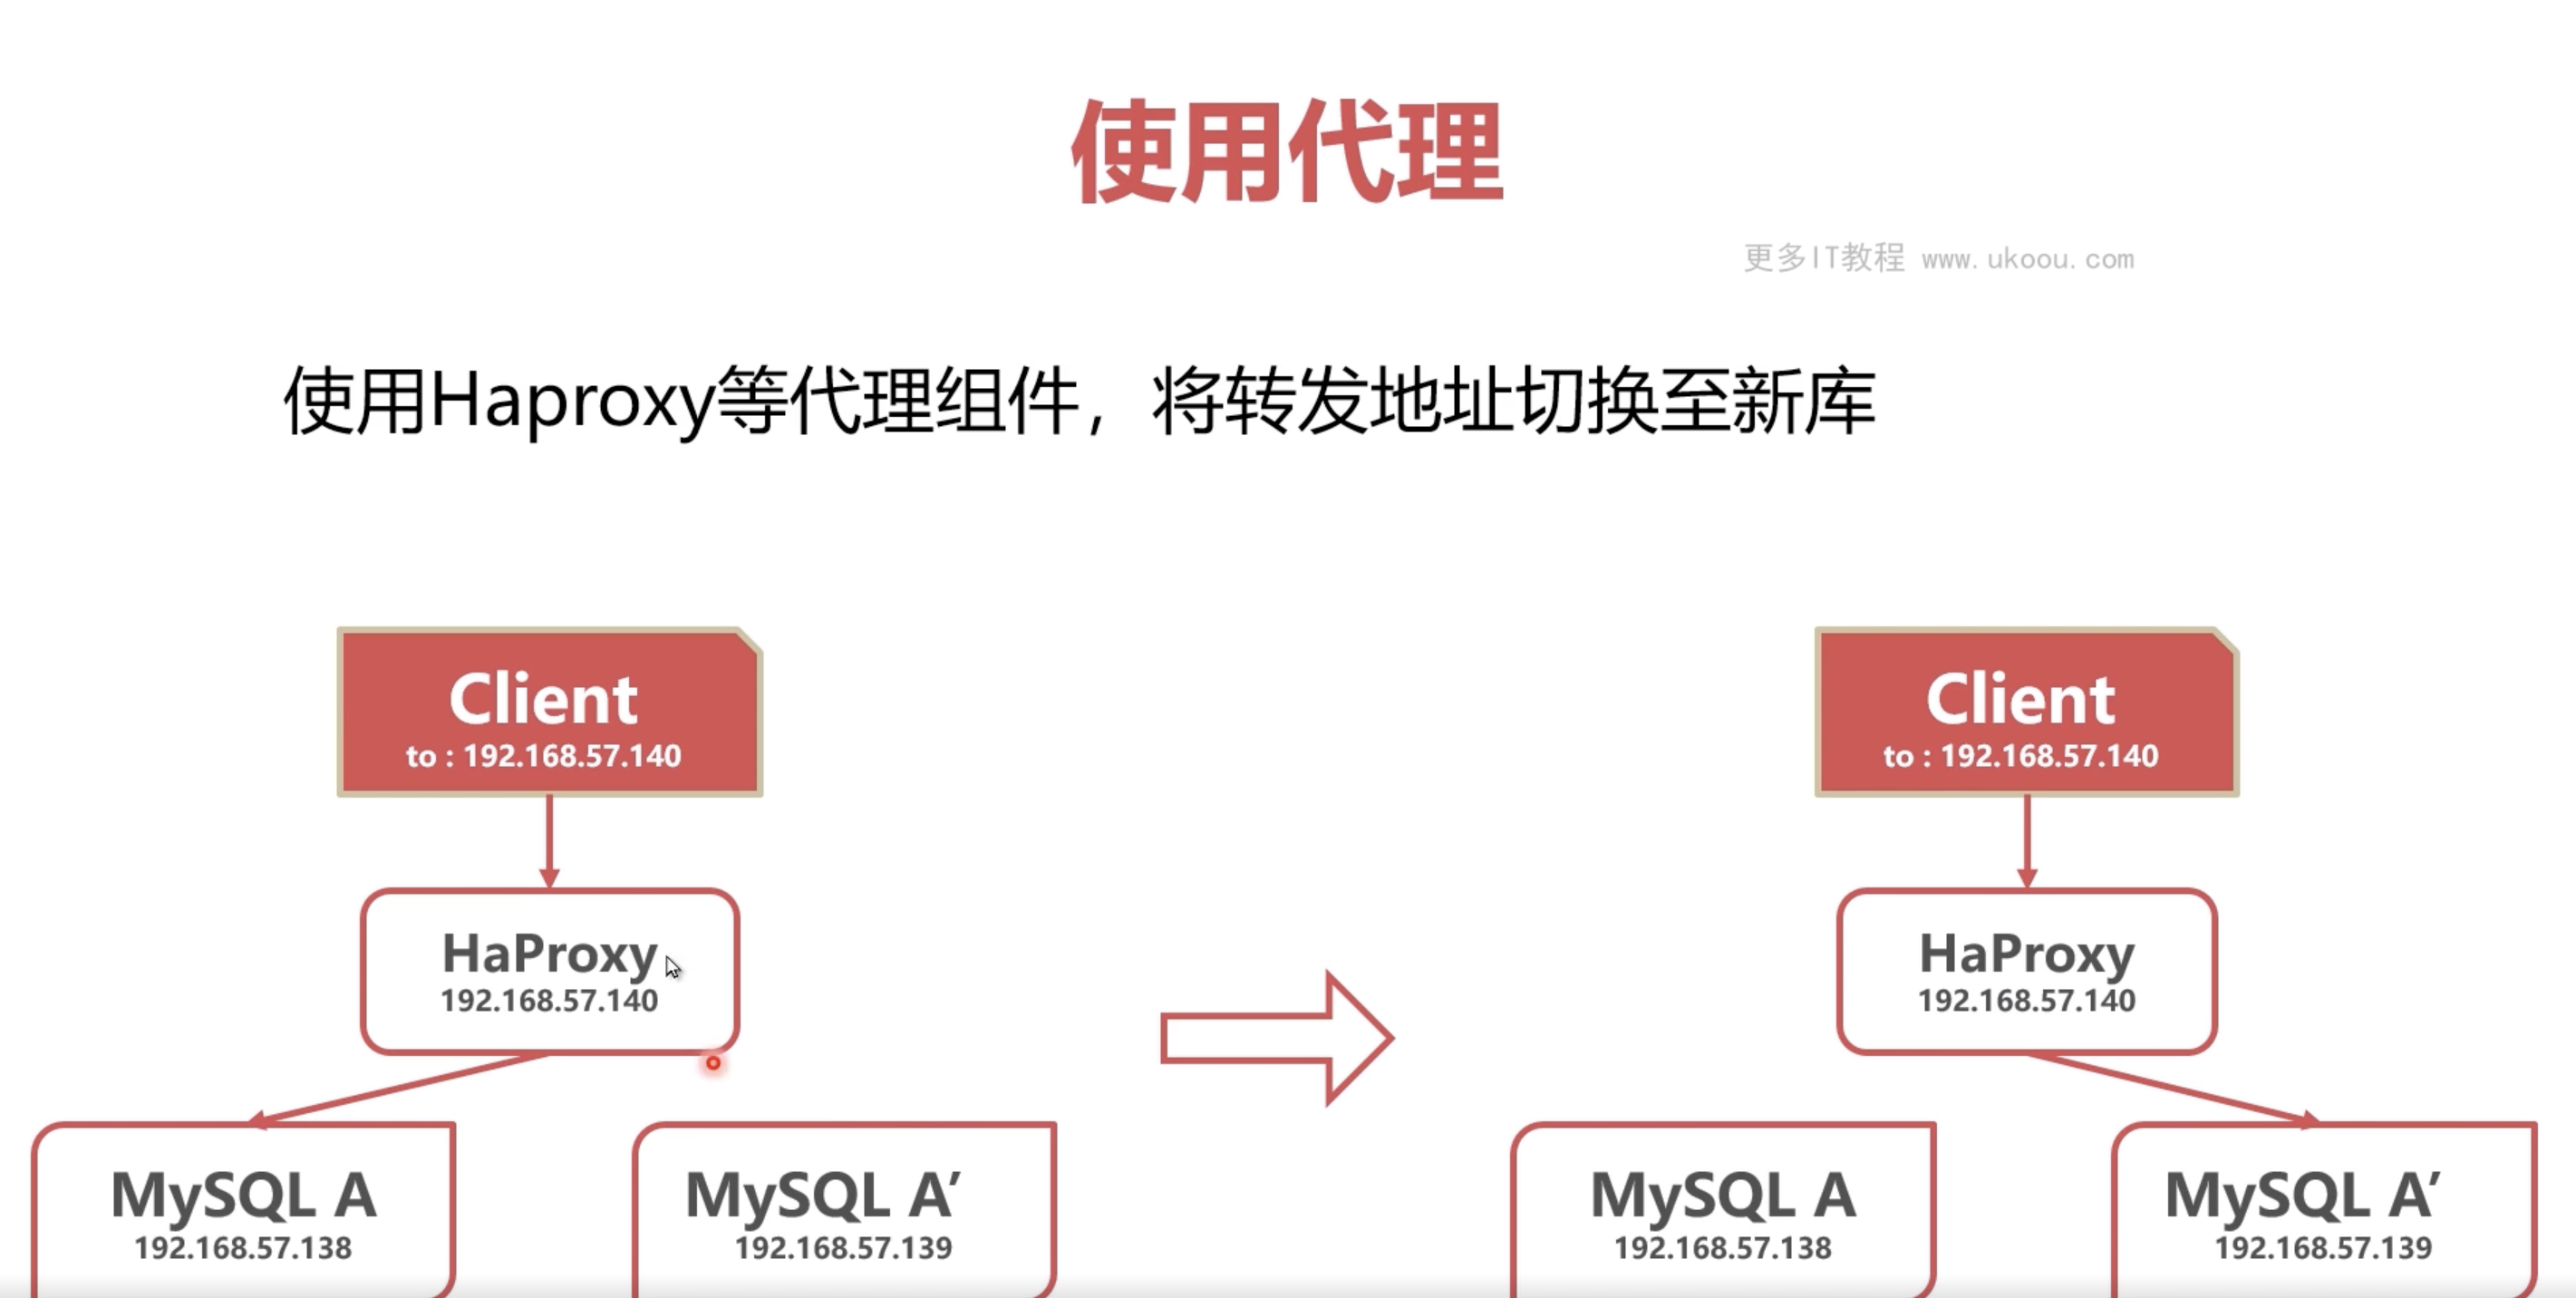 使用代理
更多IT教程 www.ukoou.com
使用Haproxy等代理组件，将转发地址切换至新库
Client
to : 192.168.57.140
HaProxy
192.168.57.140
MySQL A
192.168.57.138
MySQL A’
192.168.57.139
Client
to : 192.168.57.140
HaProxy
192.168.57.140
MySQL A
192.168.57.138
MySQL A’
192.168.57.139